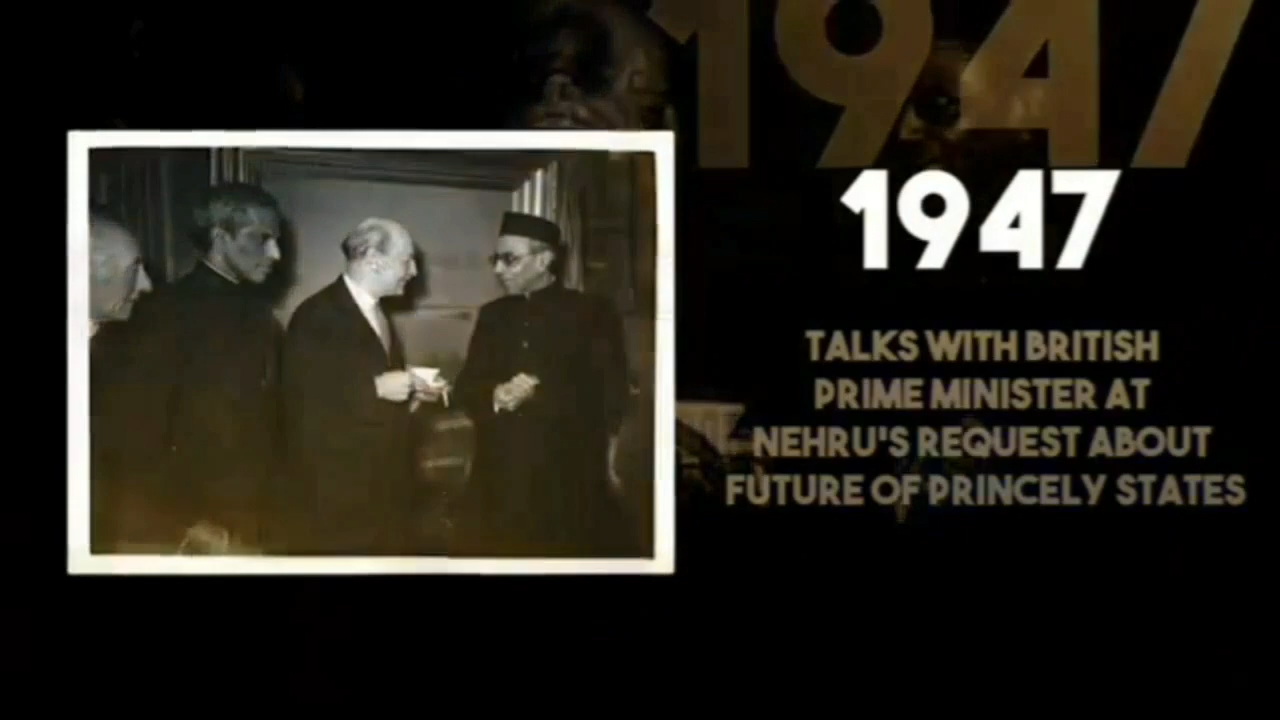 1947
1947
TALKS WITH BRITISH
PRIME MINISTER AT
NEHRU'S REQUEST ABOUT
FUTURE OF PRINCELY STATES